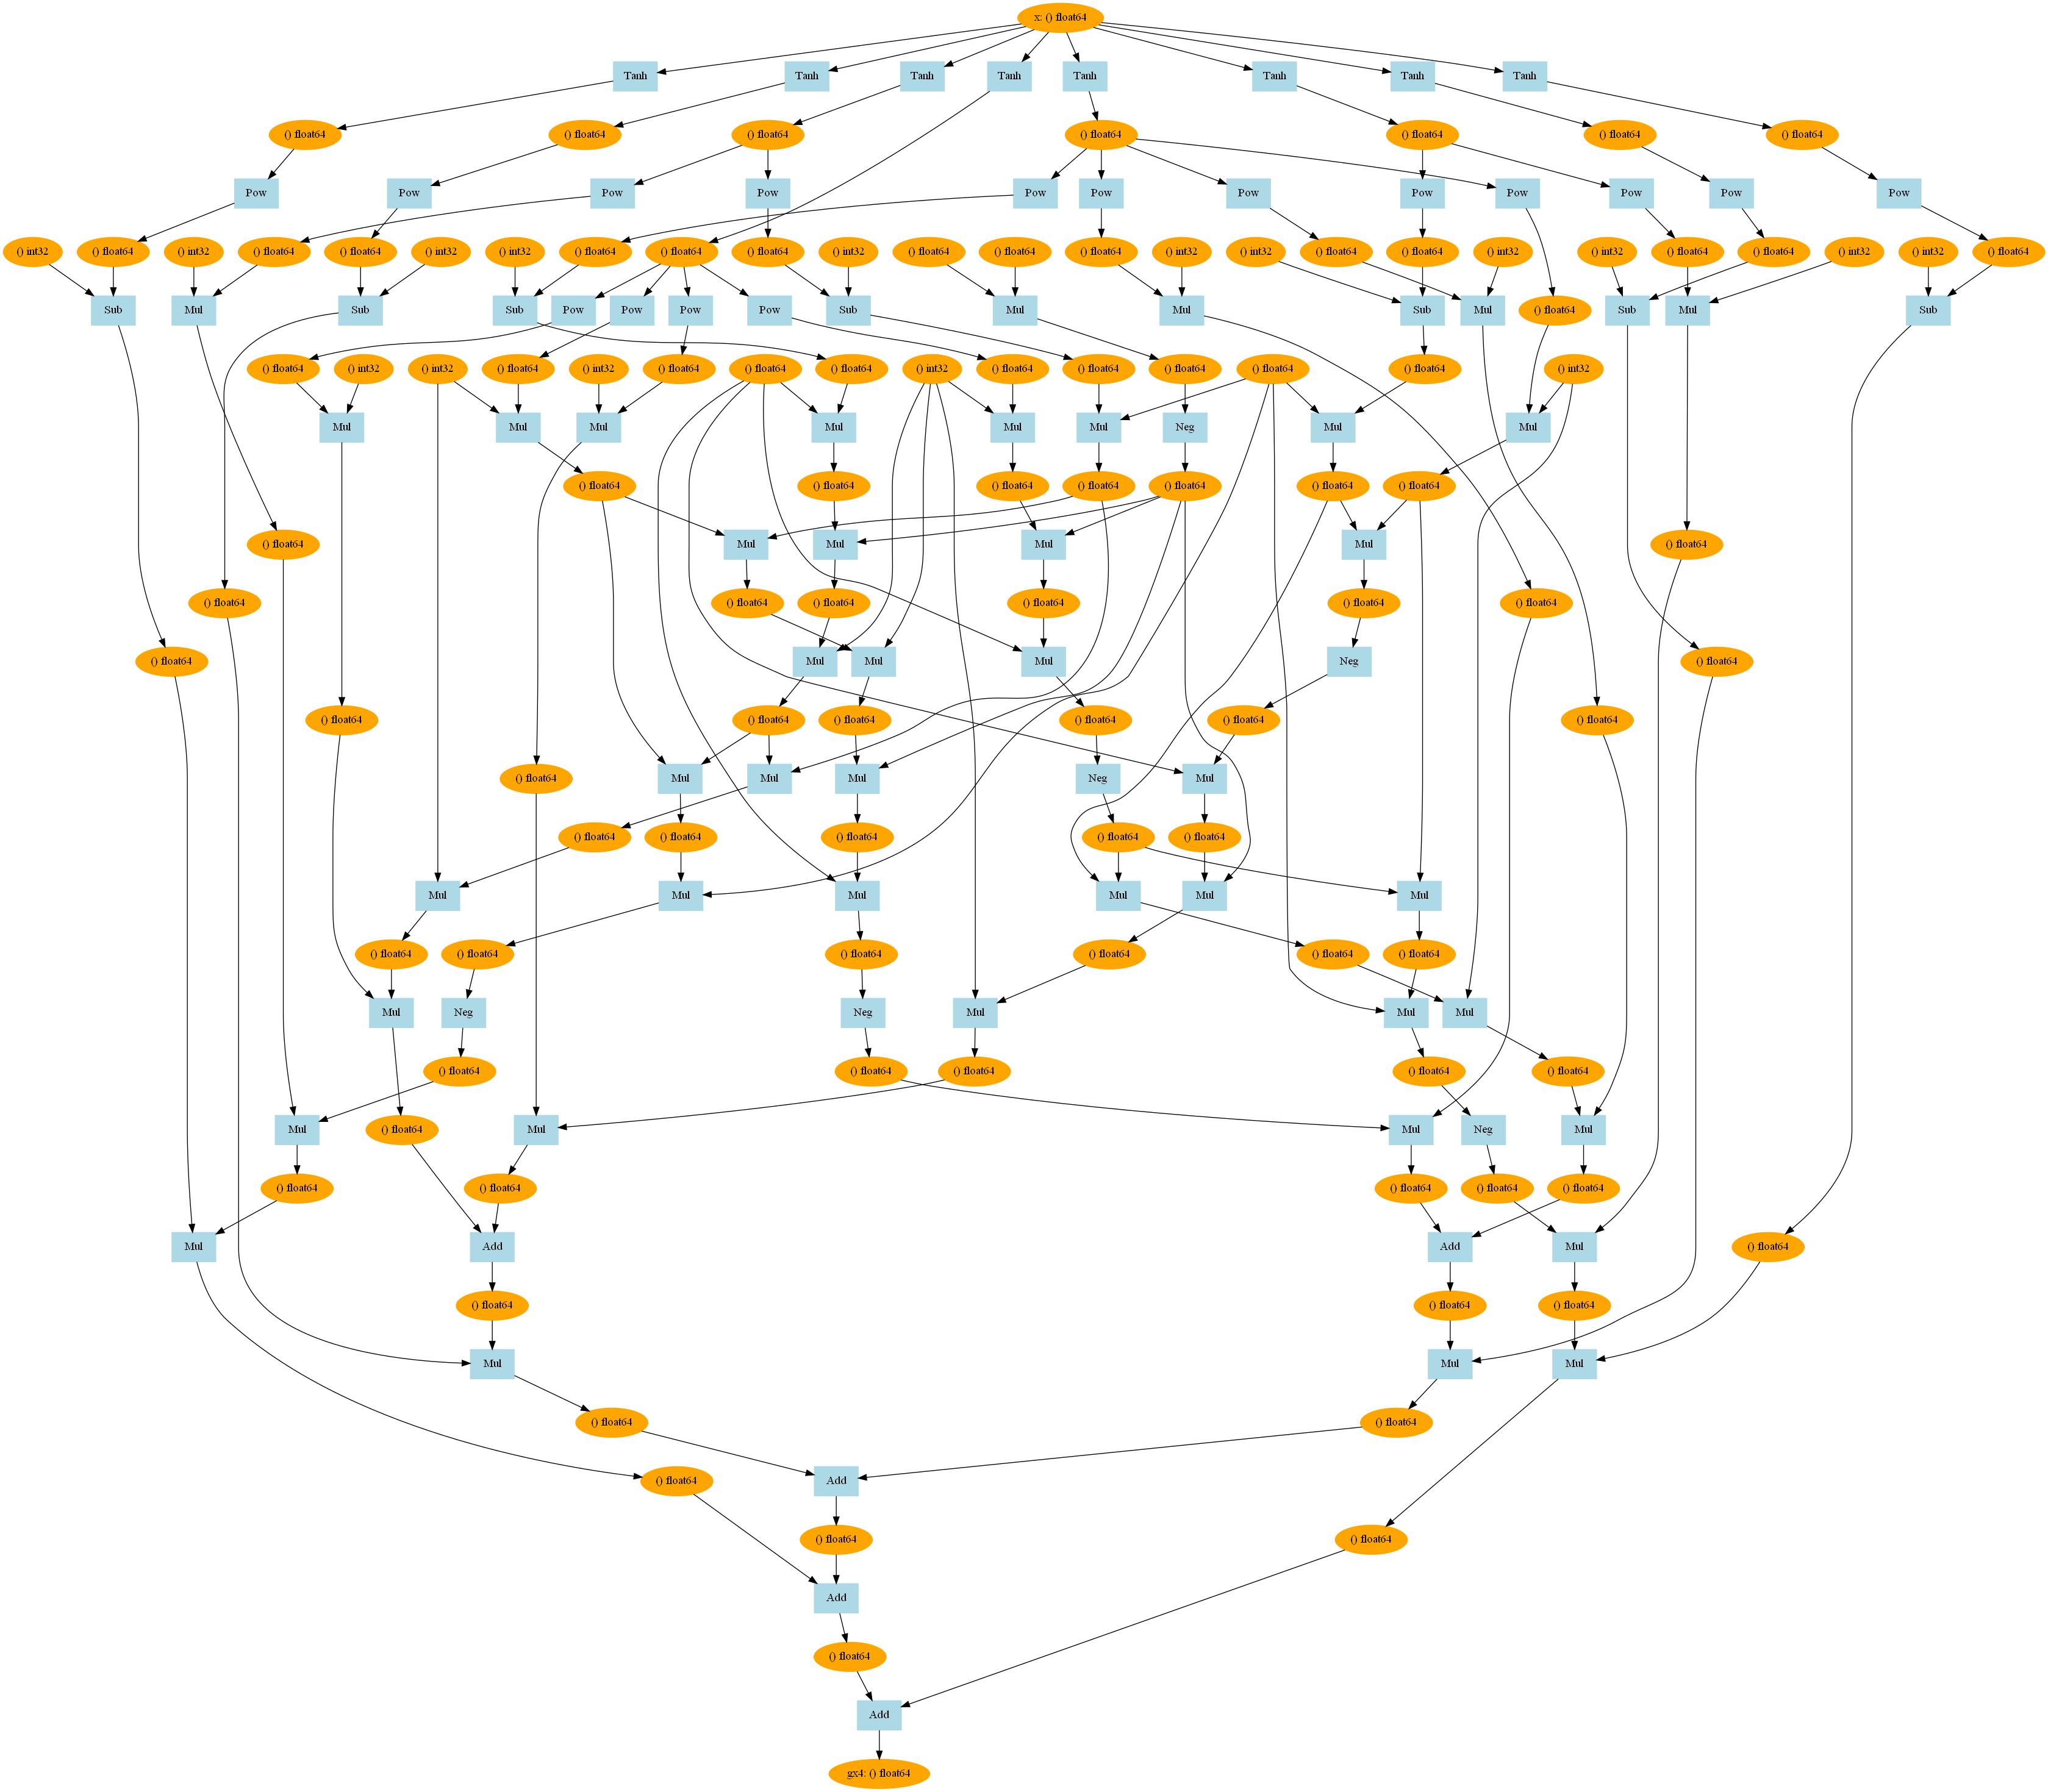 x: () float64
Tanh Tanh Tanh Tanh Tanh Tanh Tanh Tanh
() float64 () float64 () float64 () float64 () float64 () float64 () float64
Pow Pow Pow Pow Pow Pow Pow Pow Pow Pow Pow Pow
() int32 () float64 () int32 () float64 () float64 () int32 () int32 () float64 () float64 () float64 () int32 () float64 () float64 () float64 () int32 () int32 () float64 () float64 () int32 () int32 () float64 () float64 () int32 () int32 () float64
Sub Mul Sub Sub Pow Pow Pow Pow Sub Mul Mul Sub Mul () float64 Sub Mul Sub
() float64 () int32 () int32 () float64 () int32 () float64 () float64 () float64 () int32 () float64 () float64 () float64 () float64 () float64 () int32
Mul Mul Mul Mul Mul Mul Neg Mul Mul
() float64 () float64 () float64 () float64 () float64 () float64 () float64
() float64 Mul Mul Mul Mul () float64
() float64 () float64 () float64 () float64 () float64 () float64
() float64 Mul Mul Mul Neg () float64
() float64 () float64 () float64 () float64 () float64 () float64
() float64 Mul Mul Mul Neg Mul
() float64 () float64 () float64 () float64 () float64
Mul Mul Mul Mul Mul Mul
() float64 () float64 () float64 () float64 () float64 () float64
Mul Neg Neg Mul Mul Mul
() float64 () float64 () float64 () float64 () float64
Mul () float64 Mul Mul Neg Mul
() float64 () float64 () float64 () float64 () float64
Mul Add Add Mul () float64
() float64 () float64 () float64
Mul Mul Mul
() float64 () float64
() float64 Add
() float64 () float64
Add
() float64
Add
gx4: () float64